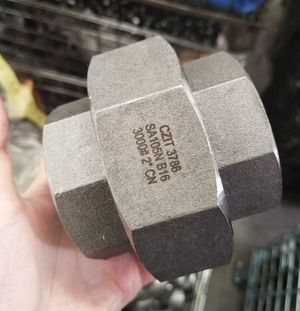 CZIT 3786
SA105N B16
3000# 2" CN